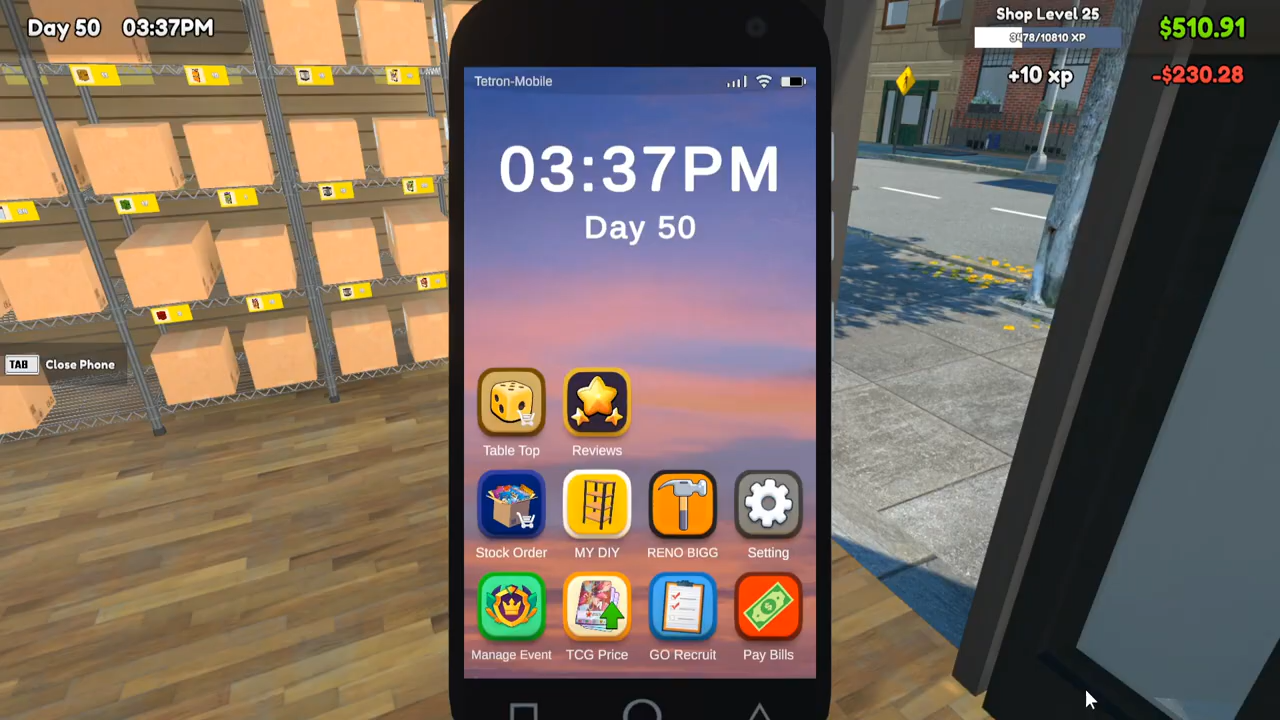 Day 50 03:37PM
Shop Level 25
3478/10810 XP
+10 xp
$510.91
-$230.28
Tetron-Mobile
03:37PM
Day 50
TAB Close Phone
Table Top Reviews
Stock Order MY DIY RENO BIGG Setting
Manage Event TCG Price GO Recruit Pay Bills